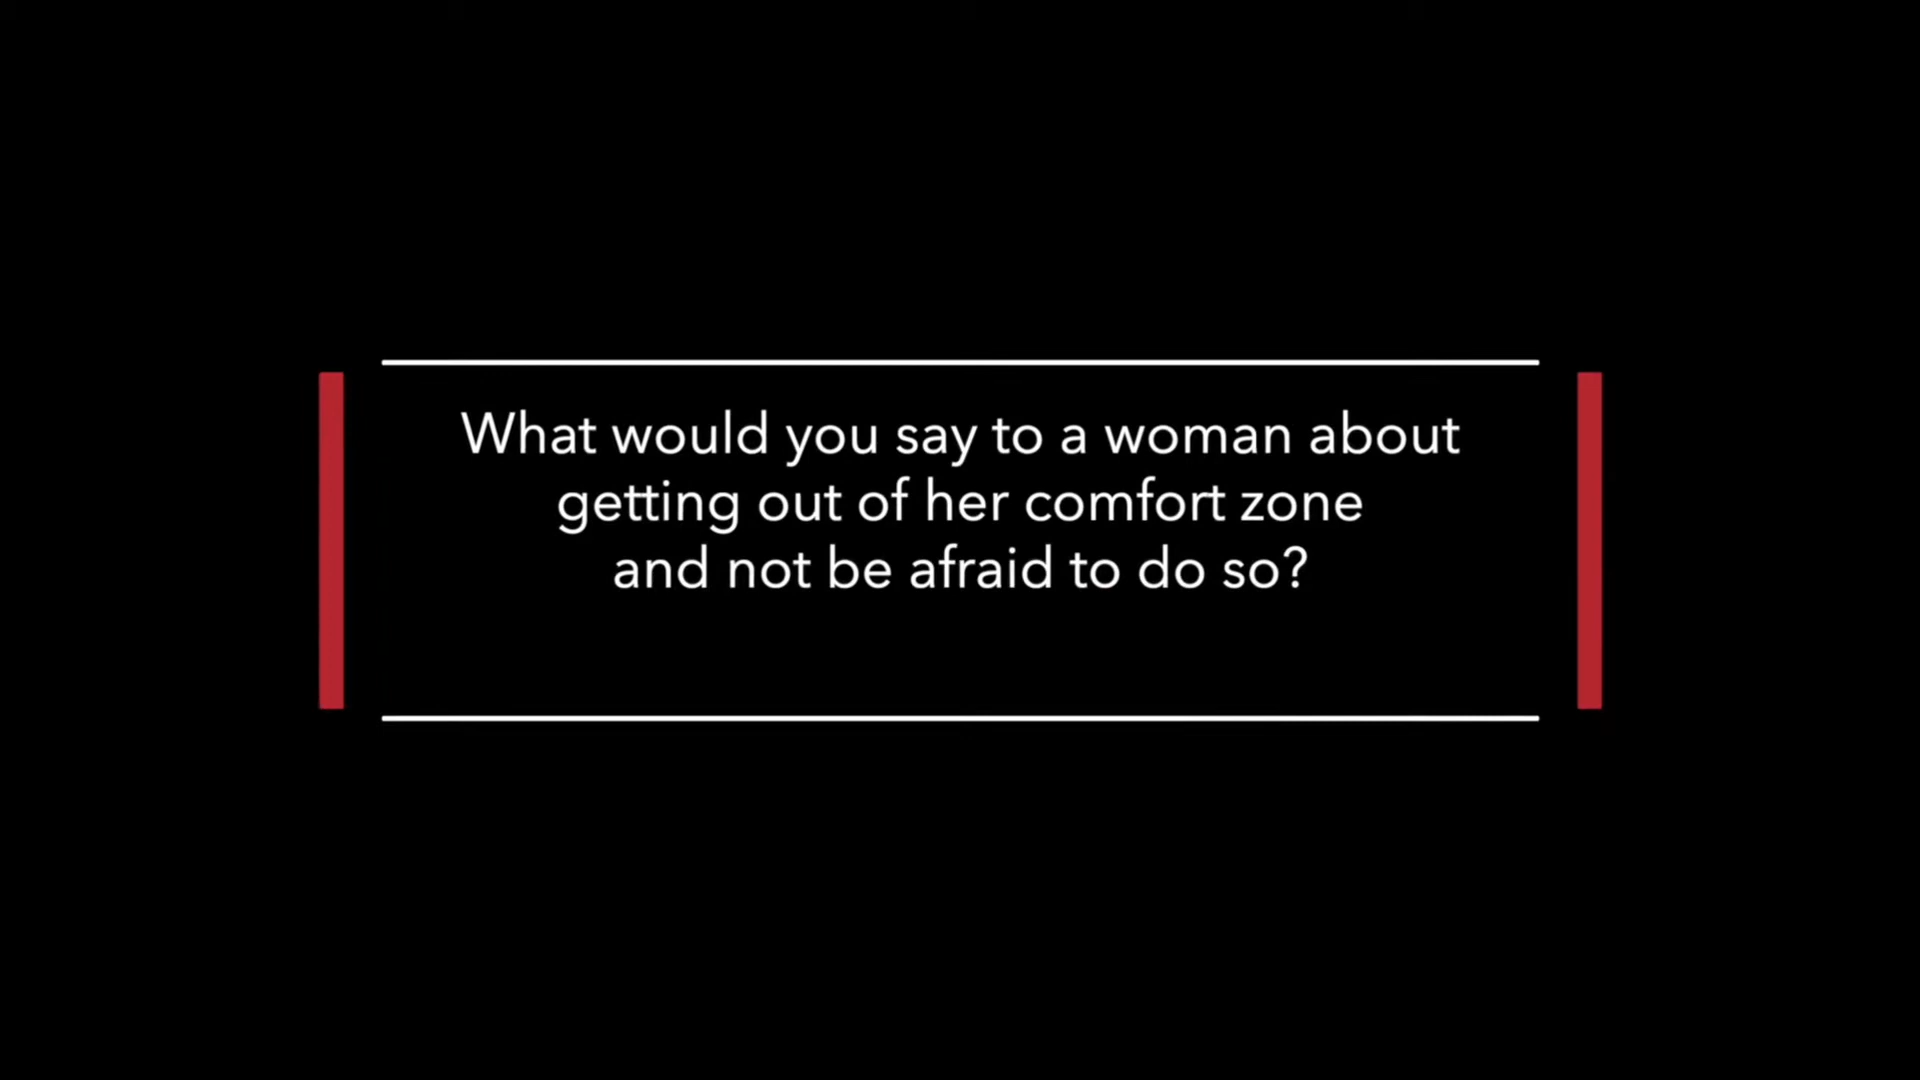 What would you say to a woman about
getting out of her comfort zone
and not be afraid to do so?